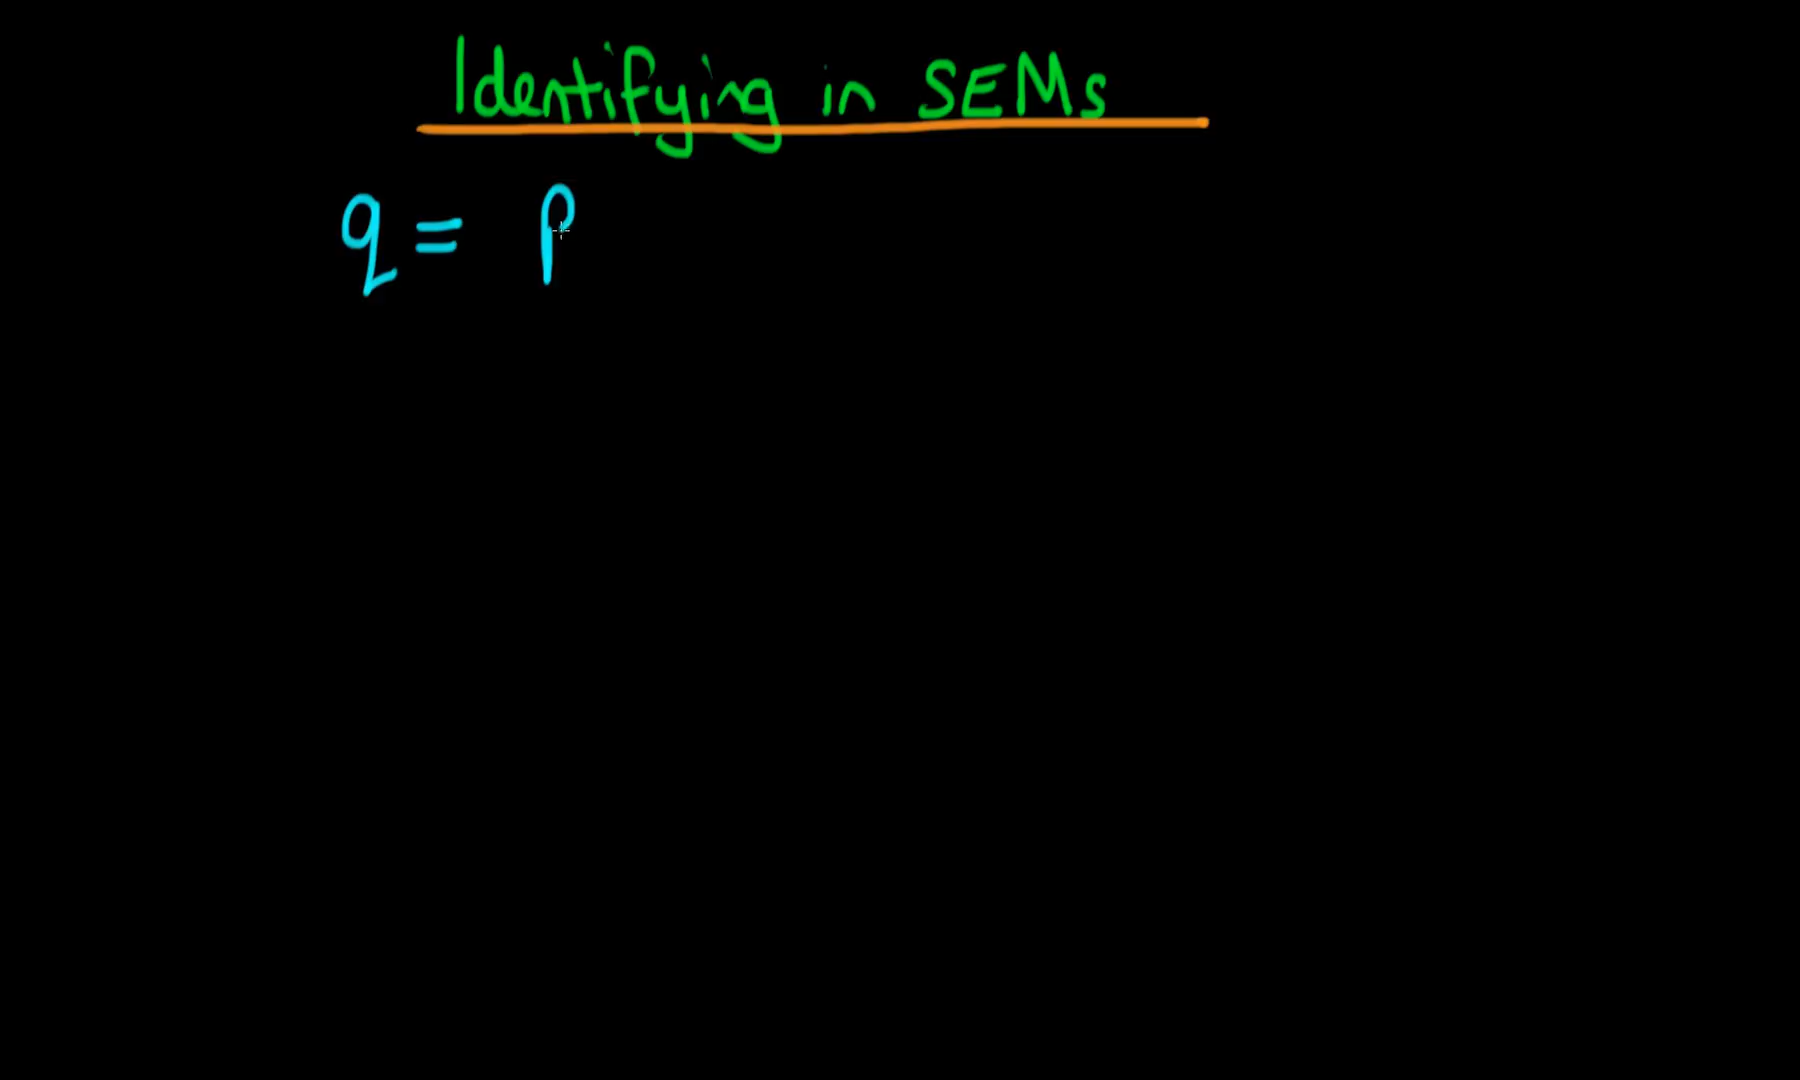 Identifying in SEMs
q = p